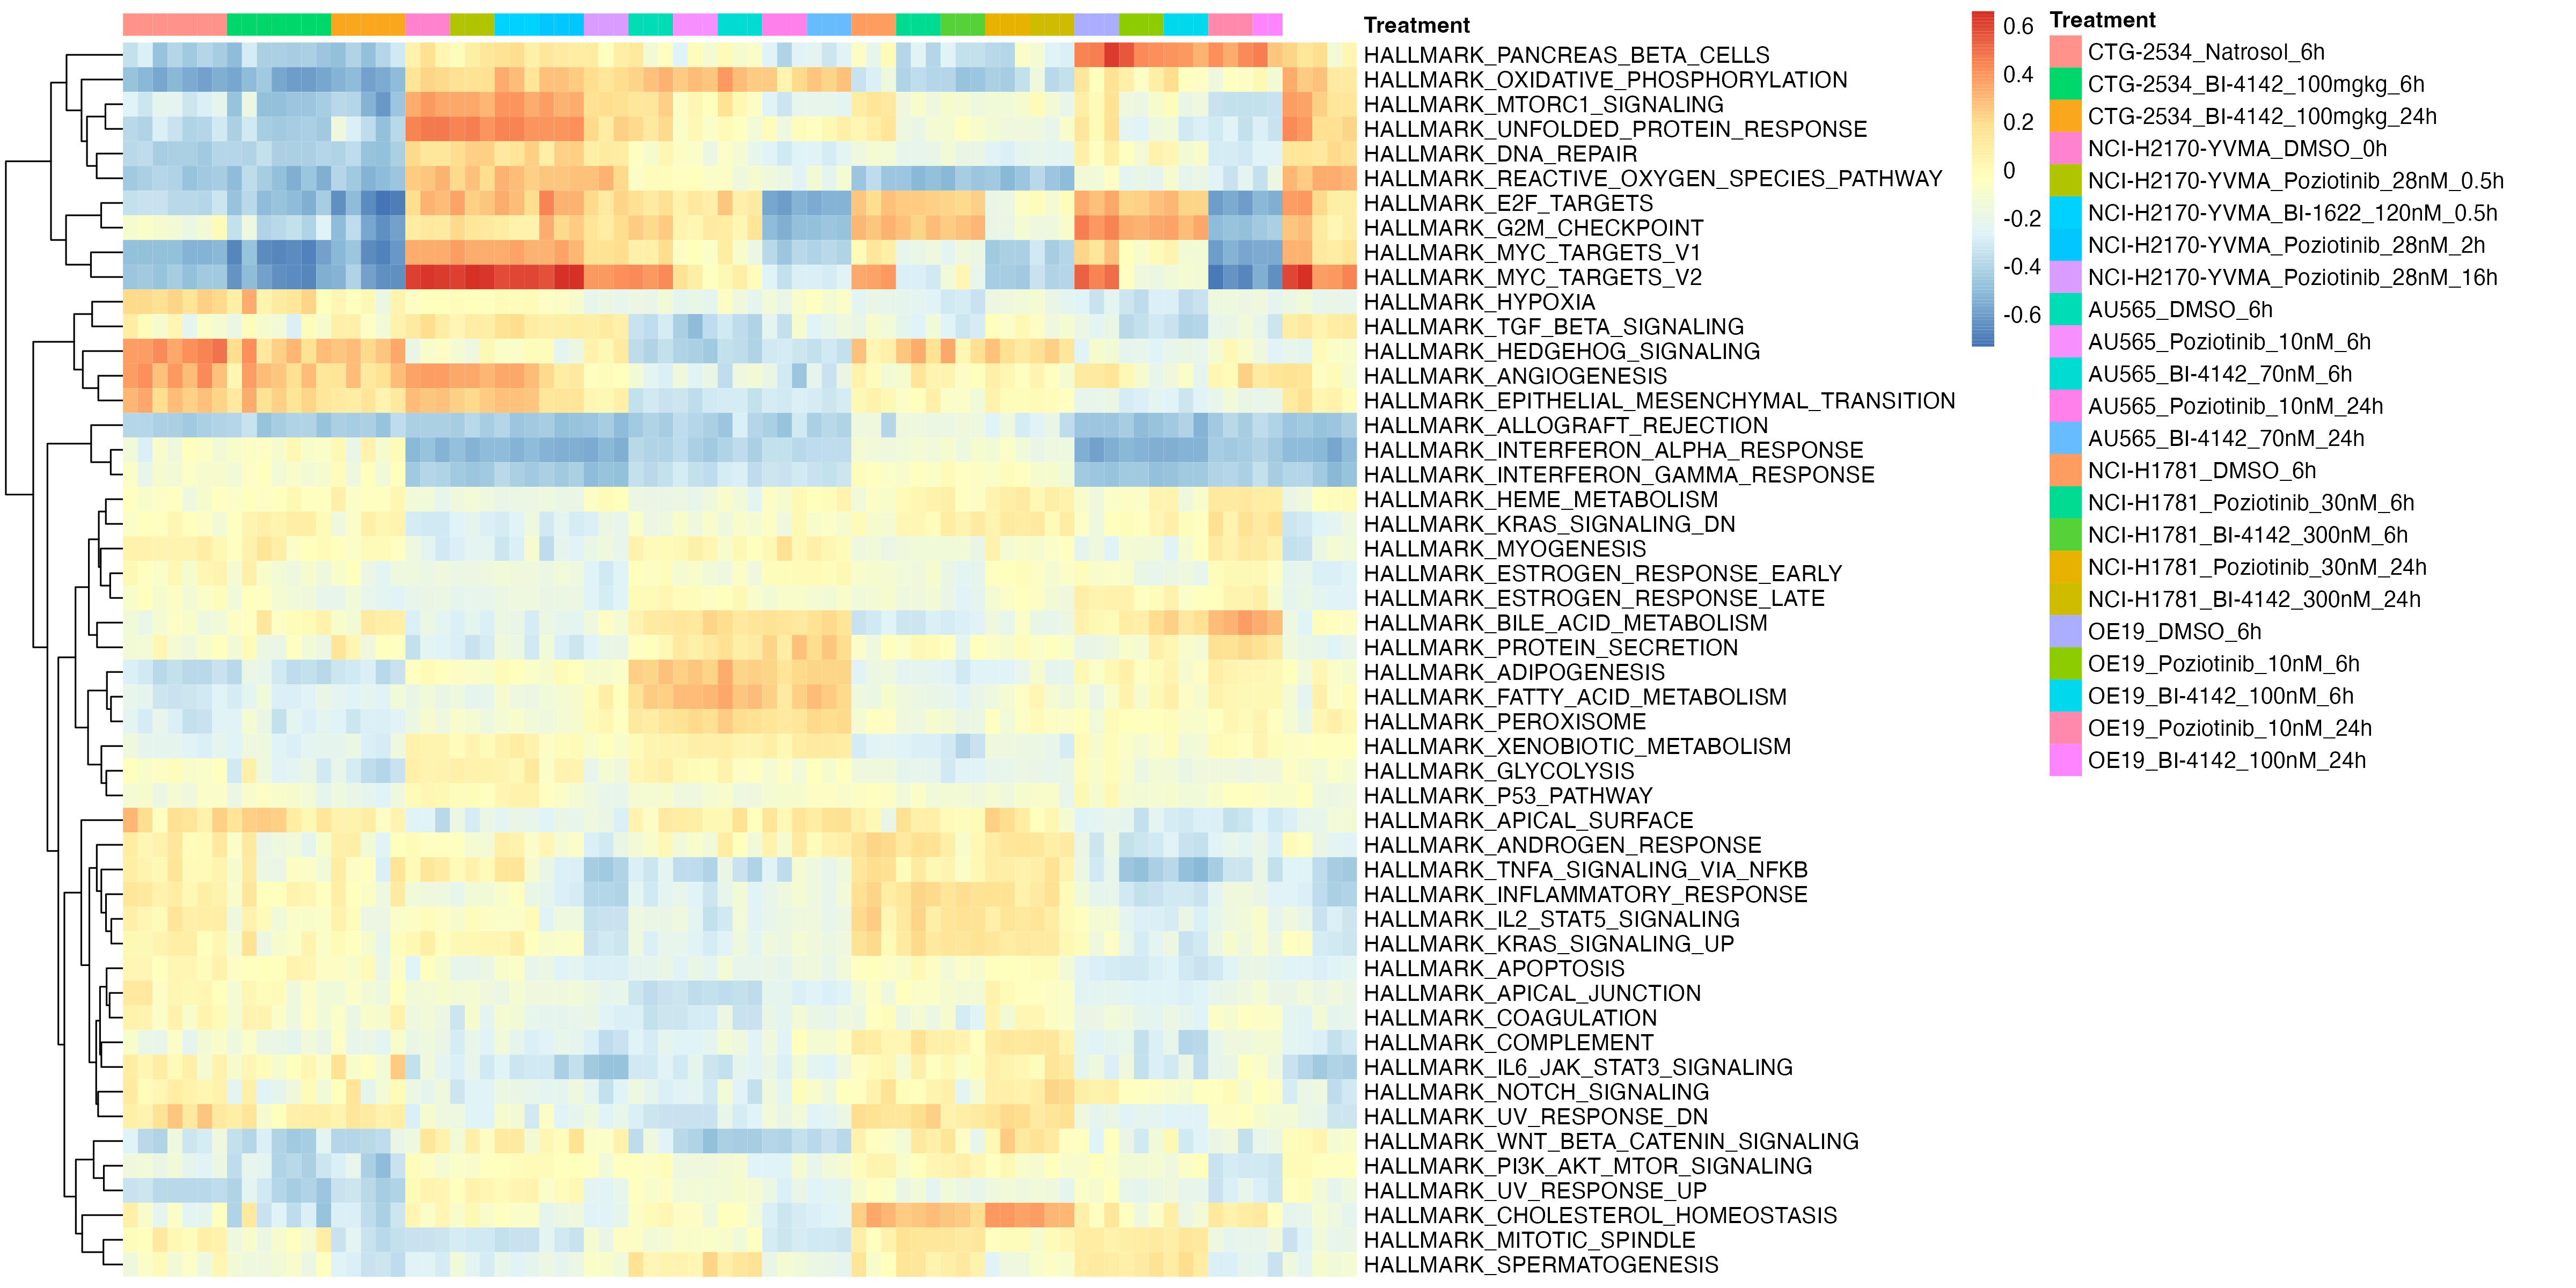 Treatment
HALLMARK_PANCREAS_BETA_CELLS
HALLMARK_OXIDATIVE_PHOSPHORYLATION
HALLMARK_MTORC1_SIGNALING
HALLMARK_UNFOLDED_PROTEIN_RESPONSE
HALLMARK_DNA_REPAIR
HALLMARK_REACTIVE_OXYGEN_SPECIES_PATHWAY
HALLMARK_E2F_TARGETS
HALLMARK_G2M_CHECKPOINT
HALLMARK_MYC_TARGETS_V1
HALLMARK_MYC_TARGETS_V2
HALLMARK_HYPOXIA
HALLMARK_TGF_BETA_SIGNALING
HALLMARK_HEDGEHOG_SIGNALING
HALLMARK_ANGIOGENESIS
HALLMARK_EPITHELIAL_MESENCHYMAL_TRANSITION
HALLMARK_ALLOGRAFT_REJECTION
HALLMARK_INTERFERON_ALPHA_RESPONSE
HALLMARK_INTERFERON_GAMMA_RESPONSE
HALLMARK_HEME_METABOLISM
HALLMARK_KRAS_SIGNALING_DN
HALLMARK_MYOGENESIS
HALLMARK_ESTROGEN_RESPONSE_EARLY
HALLMARK_ESTROGEN_RESPONSE_LATE
HALLMARK_BILE_ACID_METABOLISM
HALLMARK_PROTEIN_SECRETION
HALLMARK_ADIPOGENESIS
HALLMARK_FATTY_ACID_METABOLISM
HALLMARK_PEROXISOME
HALLMARK_XENOBIOTIC_METABOLISM
HALLMARK_GLYCOLYSIS
HALLMARK_P53_PATHWAY
HALLMARK_APICAL_SURFACE
HALLMARK_ANDROGEN_RESPONSE
HALLMARK_TNFA_SIGNALING_VIA_NFKB
HALLMARK_INFLAMMATORY_RESPONSE
HALLMARK_IL2_STAT5_SIGNALING
HALLMARK_KRAS_SIGNALING_UP
HALLMARK_APOPTOSIS
HALLMARK_APICAL_JUNCTION
HALLMARK_COAGULATION
HALLMARK_COMPLEMENT
HALLMARK_IL6_JAK_STAT3_SIGNALING
HALLMARK_NOTCH_SIGNALING
HALLMARK_UV_RESPONSE_DN
HALLMARK_WNT_BETA_CATENIN_SIGNALING
HALLMARK_PI3K_AKT_MTOR_SIGNALING
HALLMARK_UV_RESPONSE_UP
HALLMARK_CHOLESTEROL_HOMEOSTASIS
HALLMARK_MITOTIC_SPINDLE
HALLMARK_SPERMATOGENESIS
0.6
0.4
0.2
0
-0.2
-0.4
-0.6
Treatment
CTG-2534_Natrosol_6h
CTG-2534_BI-4142_100mgkg_6h
CTG-2534_BI-4142_100mgkg_24h
NCI-H2170-YVMA_DMSO_0h
NCI-H2170-YVMA_Poziotinib_28nM_0.5h
NCI-H2170-YVMA_BI-1622_120nM_0.5h
NCI-H2170-YVMA_Poziotinib_28nM_2h
NCI-H2170-YVMA_Poziotinib_28nM_16h
AU565_DMSO_6h
AU565_Poziotinib_10nM_6h
AU565_BI-4142_70nM_6h
AU565_Poziotinib_10nM_24h
AU565_BI-4142_70nM_24h
NCI-H1781_DMSO_6h
NCI-H1781_Poziotinib_30nM_6h
NCI-H1781_BI-4142_300nM_6h
NCI-H1781_Poziotinib_30nM_24h
NCI-H1781_BI-4142_300nM_24h
OE19_DMSO_6h
OE19_Poziotinib_10nM_6h
OE19_BI-4142_100nM_6h
OE19_Poziotinib_10nM_24h
OE19_BI-4142_100nM_24h